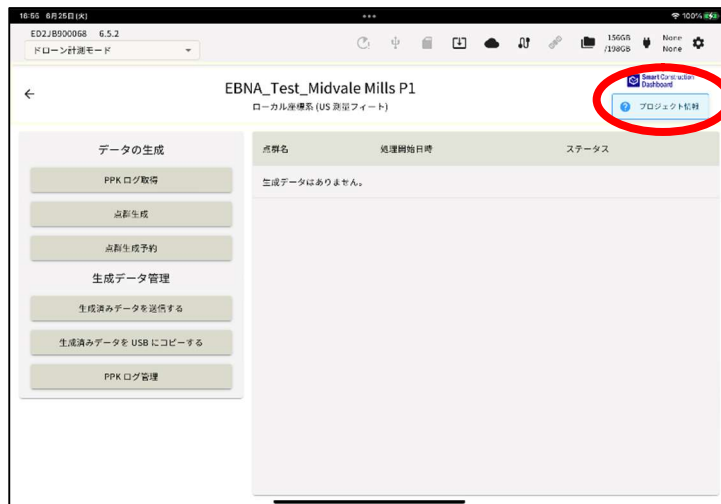 16:56 6月25日(火)
100%
ED2JB900068 6.5.2
ドローン計測モード
156GB
/198GB
None
None
EBNA_Test_Midvale Mills P1
ローカル座標系 (US 測量フィート)
Smart Construction
Dashboard
プロジェクト情報
データの生成
PPK ログ取得
点群生成
点群生成予約
生成データ管理
生成済みデータを送信する
生成済みデータを USB にコピーする
PPK ログ管理
点群名 処理開始日時 ステータス
生成データはありません。